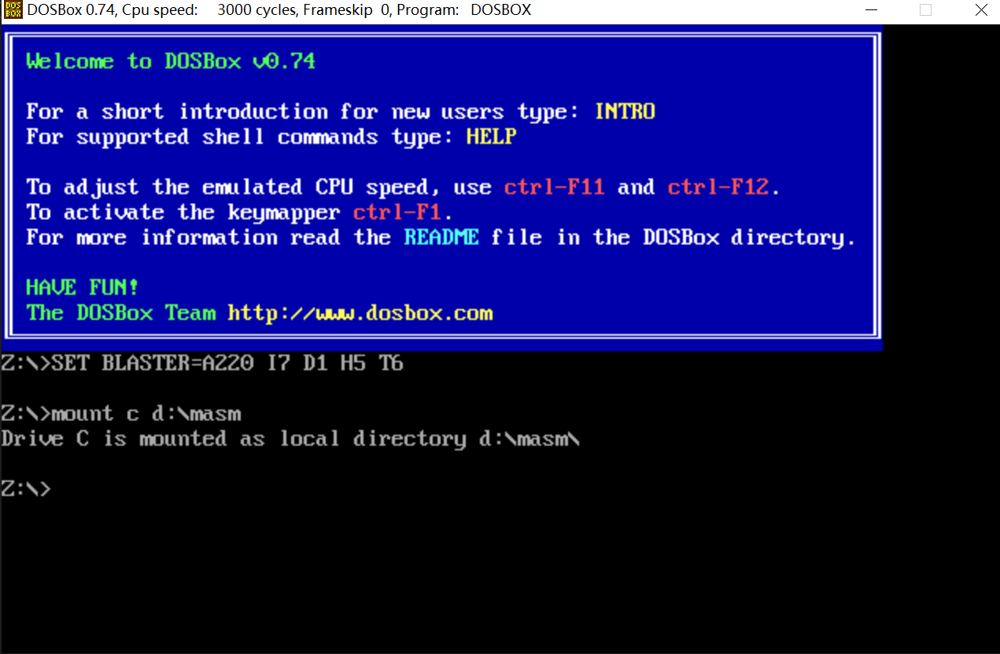 DOS BOX DOSBox 0.74, Cpu speed: 3000 cycles, Frameskip 0, Program: DOSBOX
Welcome to DOSBox v0.74
For a short introduction for new users type: INTRO
For supported shell commands type: HELP
To adjust the emulated CPU speed, use ctrl-F11 and ctrl-F12.
To activate the keymapper ctrl-F1.
For more information read the README file in the DOSBox directory.
HAVE FUN!
The DOSBox Team http://www.dosbox.com
Z:\>SET BLASTER=A220 I7 D1 H5 T6
Z:\>mount c d:\masm
Drive C is mounted as local directory d:\masm\
Z:\>